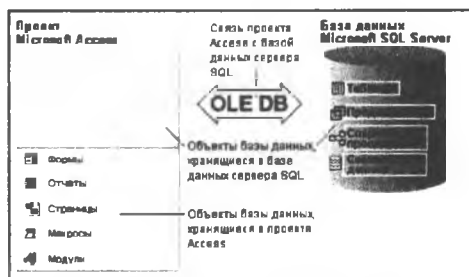 Проект
Microsoft Access
Связь проекта
Access с базой
данных сервера
SQL
База данных
Microsoft SQL Server
OLE DB
Таблицы
Объекты базы данных,
хранящиеся в базе
данных сервера SQL
Формы
Отчеты
Страницы
Макросы
Модули
Объекты базы данных,
хранящиеся в проекте
Access